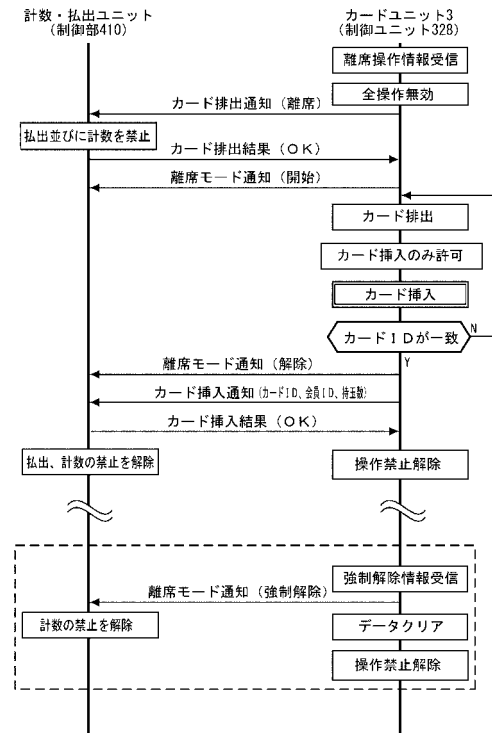 計数・払出ユニット
(制御部410)
カードユニット3
(制御ユニット328)
離席操作情報受信
全操作無効
カード排出通知(離席)
払出並びに計数を禁止
カード排出結果(OK)
離席モード通知(開始)
カード排出
カード挿入のみ許可
カード挿入
カードIDが一致
N
Y
離席モード通知(解除)
カード挿入通知(カードID、会員ID、持玉数)
カード挿入結果(OK)
払出、計数の禁止を解除
操作禁止解除
強制解除情報受信
離席モード通知(強制解除)
計数の禁止を解除
データクリア
操作禁止解除